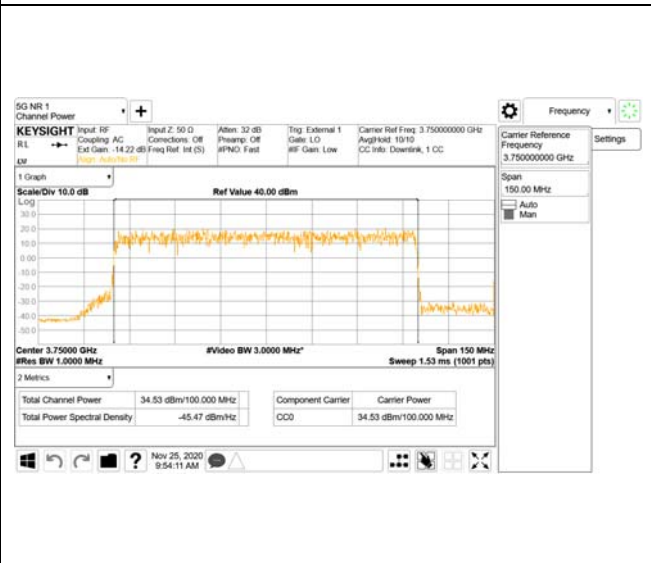 5G NR 1
Channel Power
Frequency
KEYSIGHT
RL
Input: RF
Coupling: AC
Ext Gain: -14.22 dB
Align: Auto/No RF
Input Z: 50 Ω
Corrections: Off
Freq Ref: Int (S)
Atten: 32 dB
Preamp: Off
#PNO: Fast
Trig: External 1
Gate: LO
#IF Gain: Low
Carrier Ref Freq: 3.750000000 GHz
Avg|Hold: 10/10
CC Info: Downlink, 1 CC
Carrier Reference
Frequency
3.750000000 GHz
Settings
Span
150.00 MHz
Auto
Man
1 Graph
Scale/Div 10.0 dB
Ref Value 40.00 dBm
Log
30.0
20.0
10.0
0.00
-10.0
-20.0
-30.0
-40.0
-50.0
Center 3.75000 GHz
#Video BW 3.0000 MHz*
Span 150 MHz
#Res BW 1.0000 MHz
Sweep 1.53 ms (1001 pts)
2 Metrics
Total Channel Power 34.53 dBm/100.000 MHz
Total Power Spectral Density -45.47 dBm/Hz
Component Carrier Carrier Power
CC0 34.53 dBm/100.000 MHz
Nov 25, 2020
9:54:11 AM